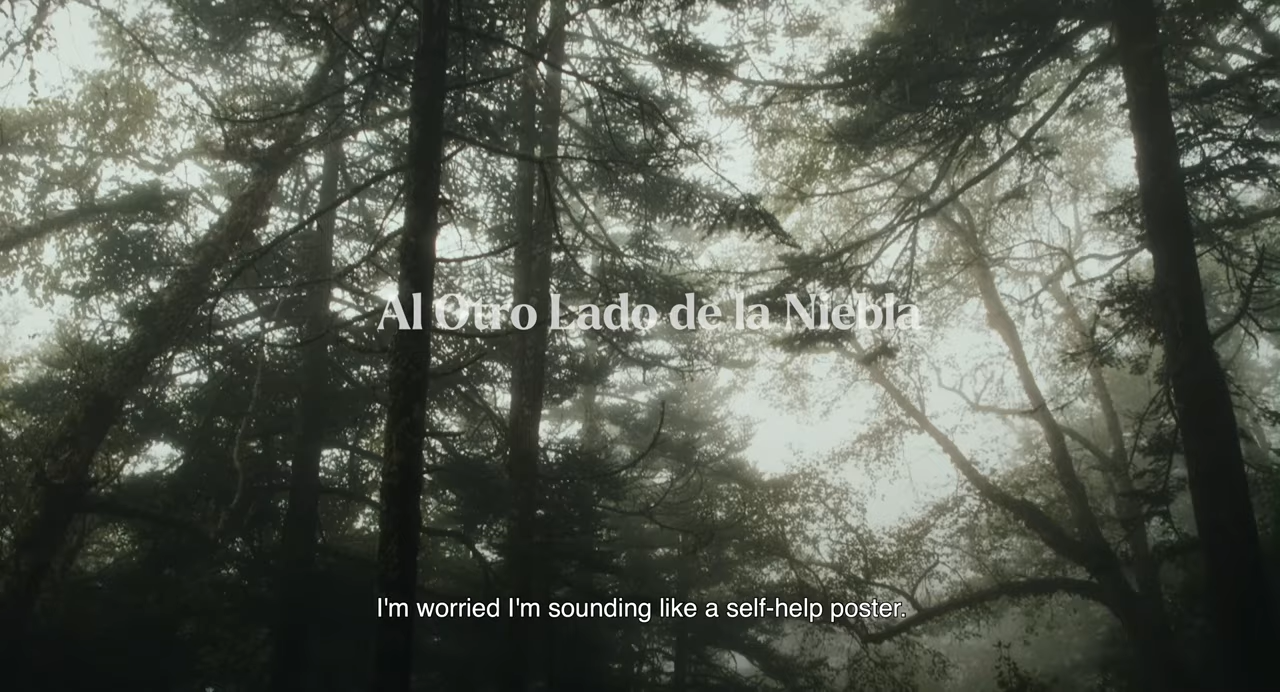 Al Otro Lado de la Niebla
I'm worried I'm sounding like a self-help poster.